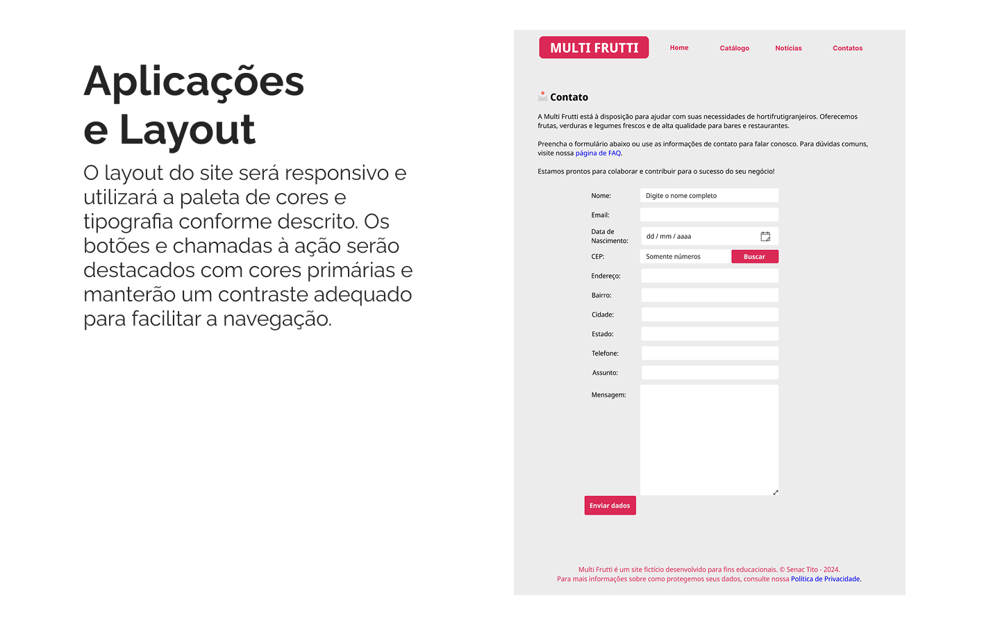 Aplicações
e Layout
O layout do site será responsivo e
utilizará a paleta de cores e
tipografia conforme descrito. Os
botões e chamadas à ação serão
destacados com cores primárias e
manterão um contraste adequado
para facilitar a navegação.
MULTI FRUTTI Home Catálogo Notícias Contatos
Contato
A Multi Frutti está à disposição para ajudar com suas necessidades de hortifrutigranjeiros. Oferecemos
frutas, verduras e legumes frescos e de alta qualidade para bares e restaurantes.
Preencha o formulário abaixo ou use as informações de contato para falar conosco. Para dúvidas comuns,
visite nossa página de FAQ.
Estamos prontos para colaborar e contribuir para o sucesso do seu negócio!
Nome: Digite o nome completo
Email:
Data de
Nascimento: dd / mm / aaaa
CEP: Somente números Buscar
Endereço:
Bairro:
Cidade:
Estado:
Telefone:
Assunto:
Mensagem:
Enviar dados
Multi Frutti é um site fictício desenvolvido para fins educacionais. © Senac Tito - 2024.
Para mais informações sobre como protegemos seus dados, consulte nossa Política de Privacidade.